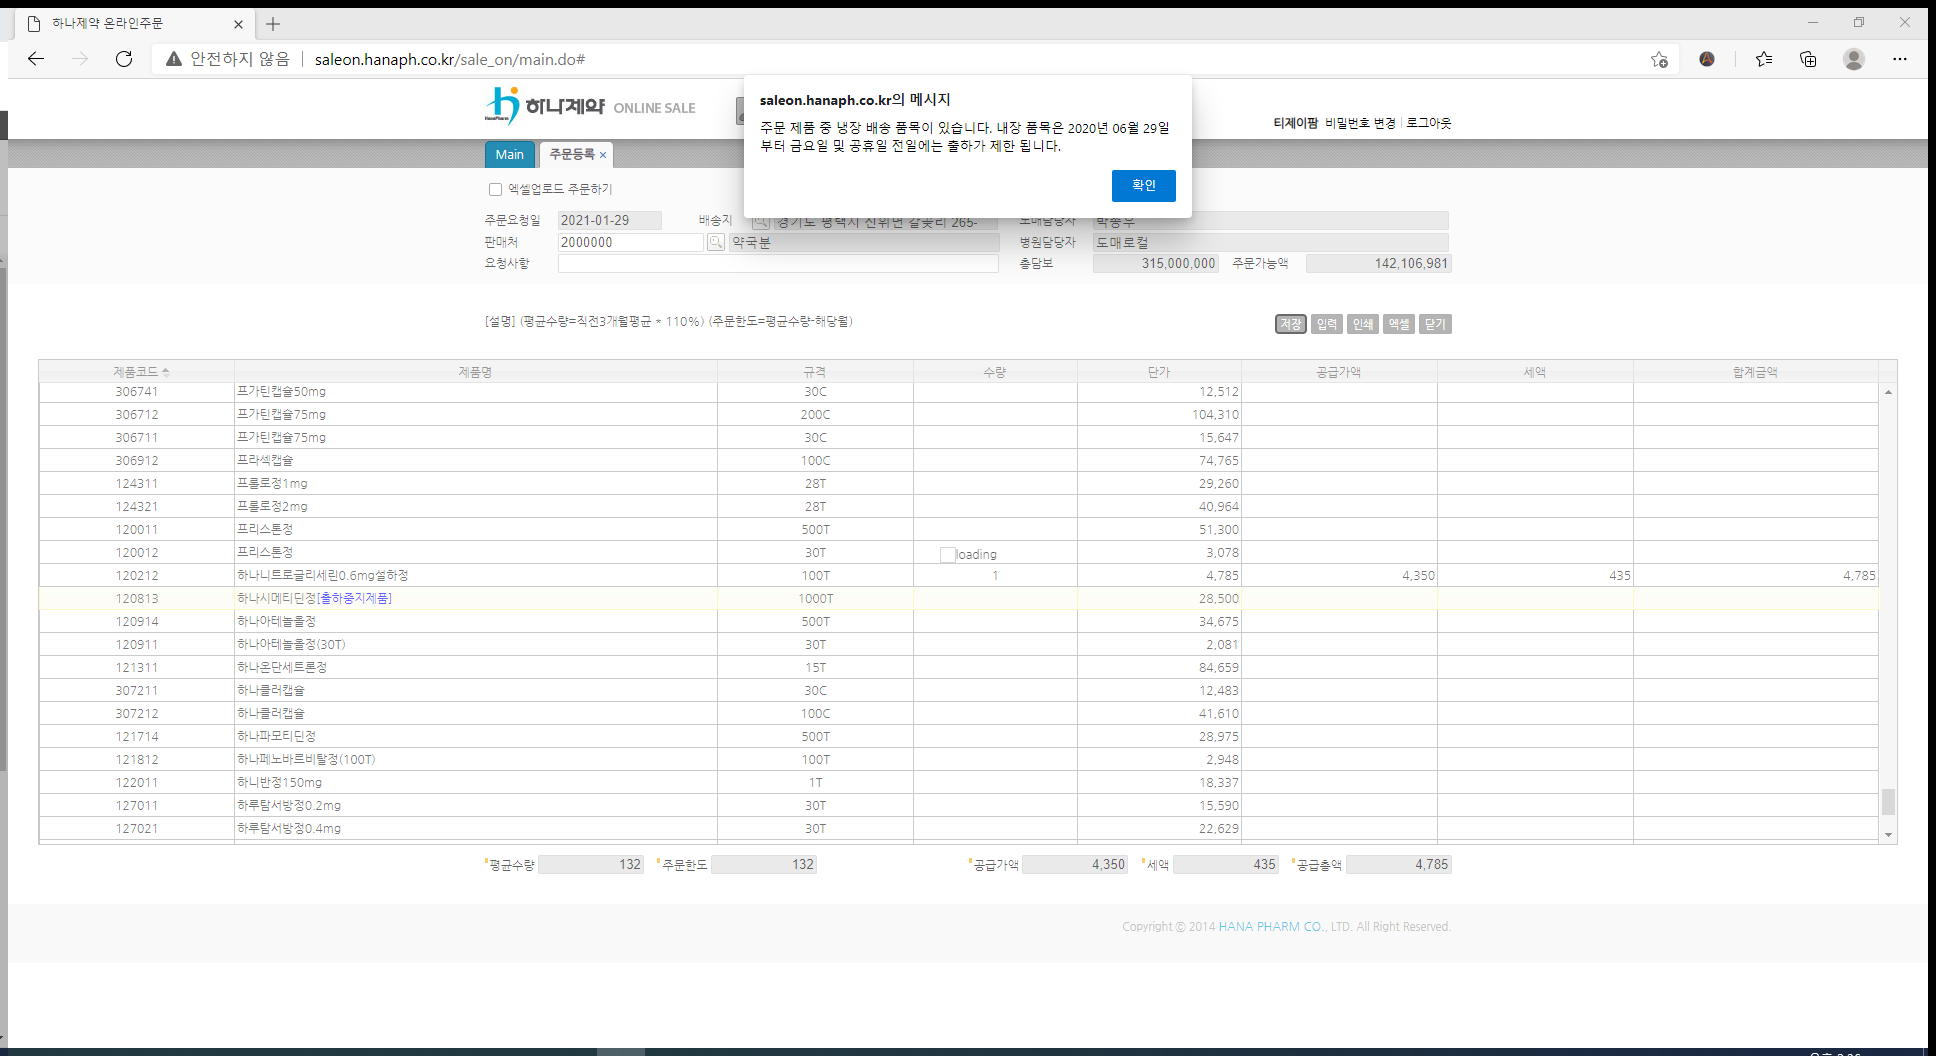 하나제약 온라인주문
안전하지 않음 saleon.hanaph.co.kr/sale_on/main.do#
saleon.hanaph.co.kr의 메시지
주문 제품 중 냉장 배송 품목이 있습니다. 내장 품목은 2020년 06월 29일
부터 금요일 및 공휴일 전일에는 출하가 제한 됩니다.
확인
HanaPharm 하나제약 ONLINE SALE
티제이팜 비밀번호 변경 로그아웃
Main 주문등록
엑셀업로드 주문하기
주문요청일 2021-01-29 배송지 경기도 평택시 진위면 갈곶리 265- 도매담당자 박종우
판매처 2000000 약국분 병원담당자 도매로컬
요청사항 총담보 315,000,000 주문가능액 142,106,981
[설명] (평균수량=직전3개월평균 * 110%) (주문한도=평균수량-해당월)
저장 입력 인쇄 엑셀 닫기
제품코드 제품명 규격 수량 단가 공급가액 세액 합계금액
306741 프가틴캡슐50mg 30C 12,512
306712 프가틴캡슐75mg 200C 104,310
306711 프가틴캡슐75mg 30C 15,647
306912 프라섹캡슐 100C 74,765
124311 프롤로정1mg 28T 29,260
124321 프롤로정2mg 28T 40,964
120011 프리스톤정 500T 51,300
120012 프리스톤정 30T loading 3,078
120212 하나니트로글리세린0.6mg설하정 100T 1 4,785 4,350 435 4,785
120813 하나시메티딘정[출하중지제품] 1000T 28,500
120914 하나아테놀올정 500T 34,675
120911 하나아테놀올정(30T) 30T 2,081
121311 하나온단세트론정 15T 84,659
307211 하나클러캡슐 30C 12,483
307212 하나클러캡슐 100C 41,610
121714 하나파모티딘정 500T 28,975
121812 하나페노바르비탈정(100T) 100T 2,948
122011 하니반정150mg 1T 18,337
127011 하루탐서방정0.2mg 30T 15,590
127021 하루탐서방정0.4mg 30T 22,629
평균수량 132 주문한도 132 공급가액 4,350 세액 435 공급총액 4,785
Copyright ⓒ 2014 HANA PHARM CO., LTD. All Right Reserved.